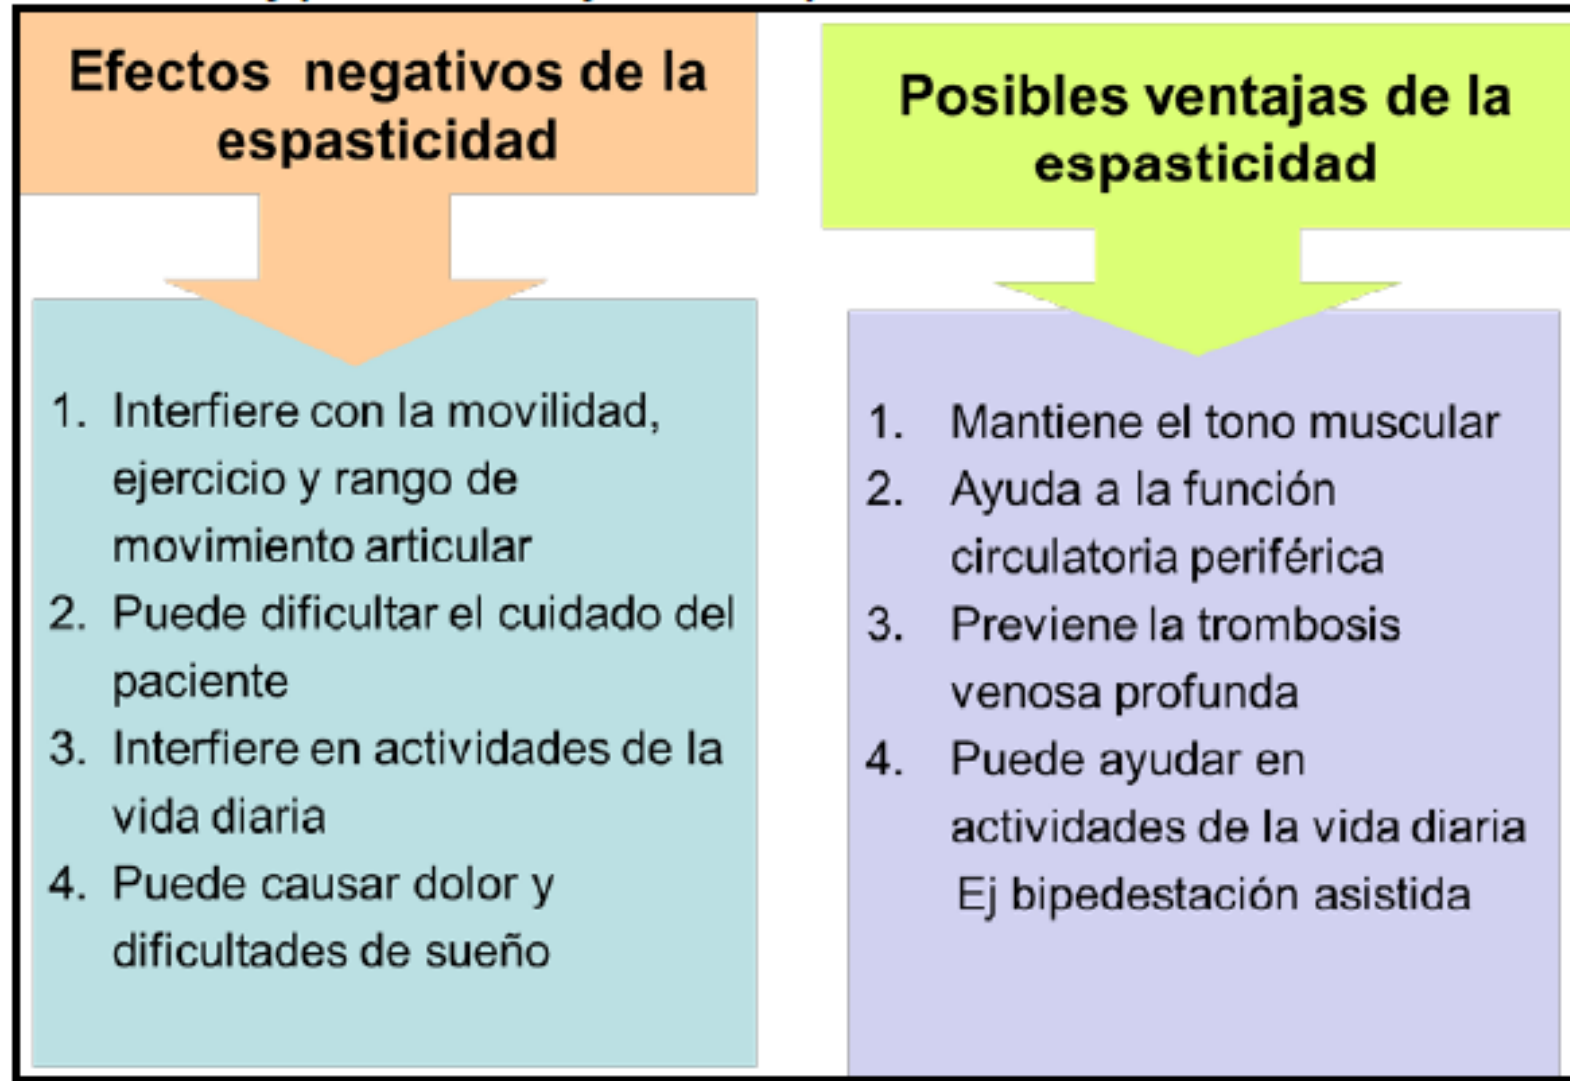 Efectos negativos de la
espasticidad
1. Interfiere con la movilidad,
ejercicio y rango de
movimiento articular
2. Puede dificultar el cuidado del
paciente
3. Interfiere en actividades de la
vida diaria
4. Puede causar dolor y
dificultades de sueño
Posibles ventajas de la
espasticidad
1. Mantiene el tono muscular
2. Ayuda a la función
circulatoria periférica
3. Previene la trombosis
venosa profunda
4. Puede ayudar en
actividades de la vida diaria
Ej bipedestación asistida